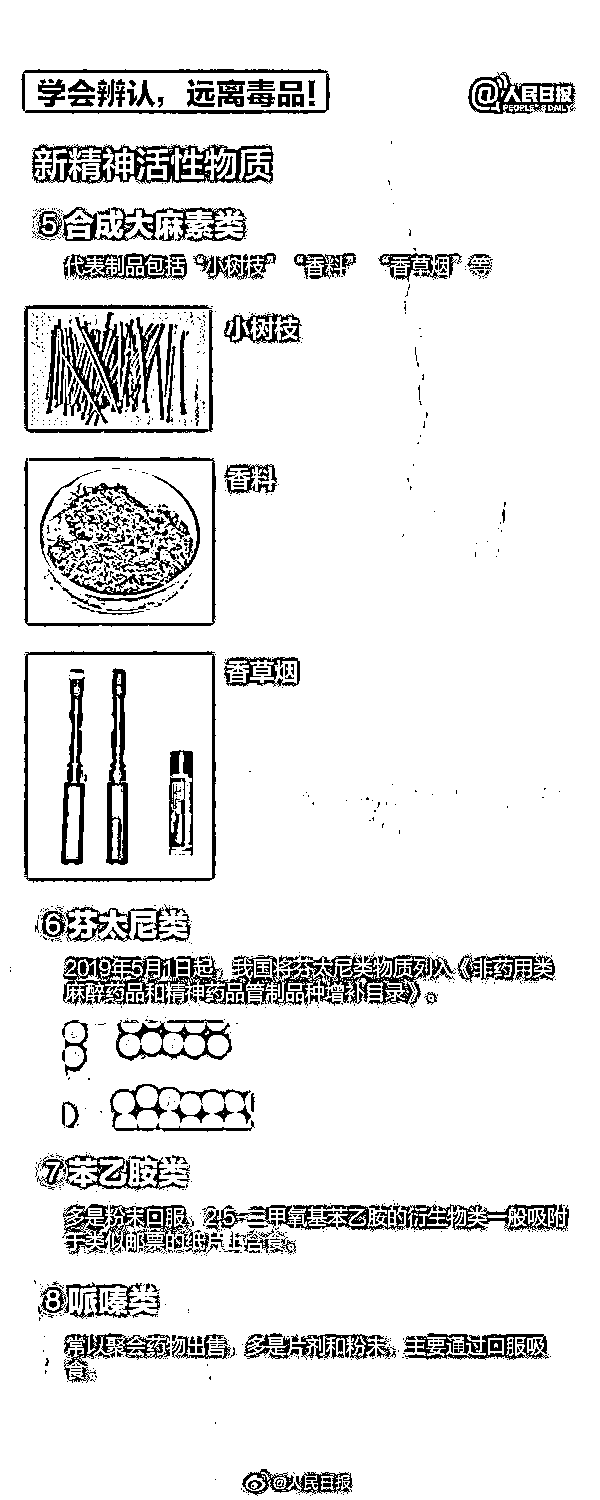 学会辨认，远离毒品！
@人民日报
PEOPLE'S DAILY
新精神活性物质
⑤合成大麻素类
代表制品包括“小树枝”“香料”“香草烟”等
小树枝
香料
香草烟
⑥芬太尼类
2019年5月1日起，我国将芬太尼类物质列入《非药用类
麻醉药品和精神药品管制品种增补目录》。
⑦苯乙胺类
多是粉末口服，2,5-二甲氧基苯乙胺的衍生物类一般吸附
于类似邮票的纸片上含食。
⑧哌嗪类
常以聚会药物出售，多是片剂和粉末，主要通过口服吸
食。
@人民日报